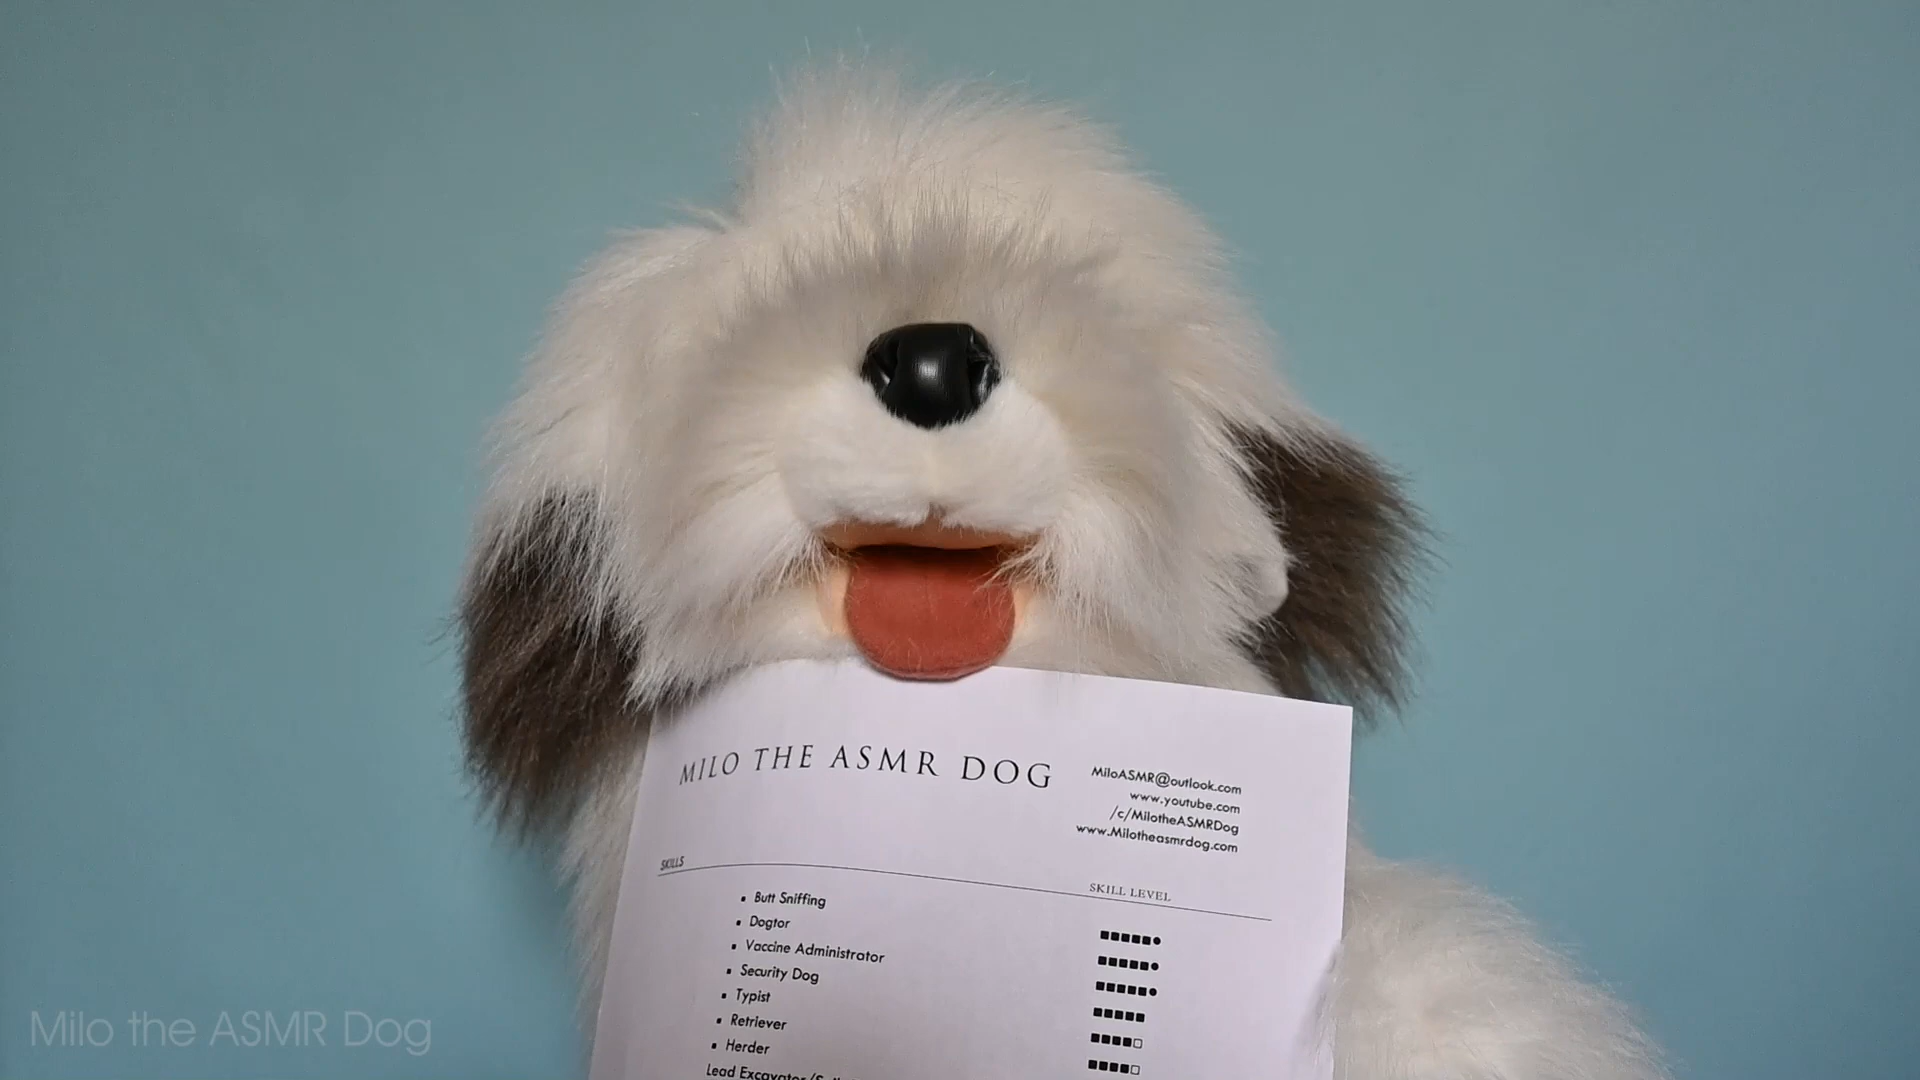 MILO THE ASMR DOG
MiloASMR@outlook.com
www.youtube.com
/c/MilotheASMRDog
www.Milotheasmrdog.com
SKILLS
SKILL LEVEL
▪ Butt Sniffing
▪ Dogtor
▪ Vaccine Administrator
▪ Security Dog
▪ Typist
▪ Retriever
▪ Herder
Lead Excavator
Milo the ASMR Dog